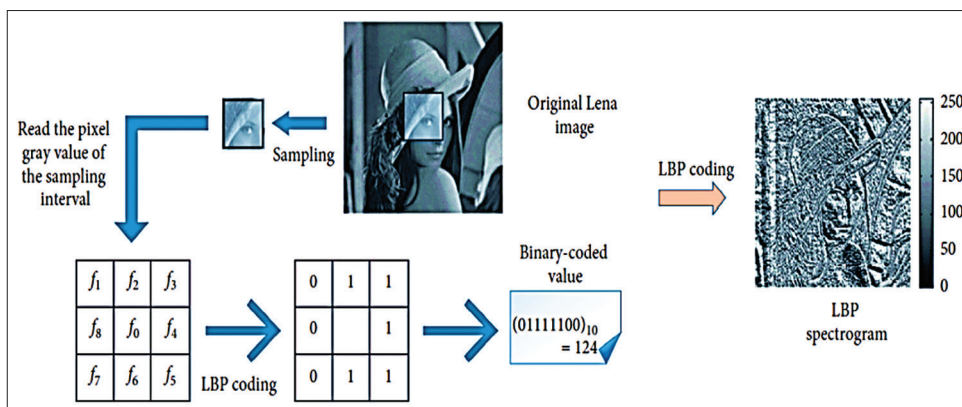 Read the pixel
gray value of
the sampling
interval
Sampling
Original Lena
image
LBP coding
250
200
150
100
50
0
LBP
spectrogram
f₁ f₂ f₃
f₈ f₀ f₄
f₇ f₆ f₅
LBP coding
0 1 1
0 1
0 1 1
Binary-coded
value
(01111100)₁₀
= 124